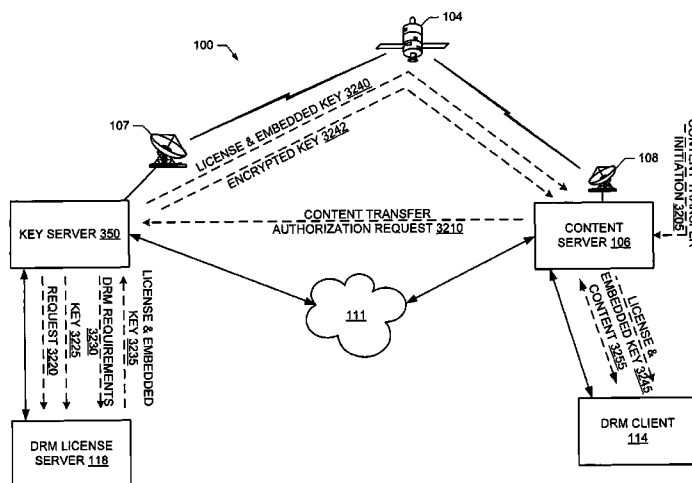 104
100
107
LICENSE & EMBEDDED KEY 3240
ENCRYPTED KEY 3242
108
KEY SERVER 350
CONTENT TRANSFER
AUTHORIZATION REQUEST 3210
CONTENT
SERVER 106
INITIATION 3205
111
REQUEST 3220
KEY 3225
DRM REQUIREMENTS
3230
LICENSE & EMBEDDED
KEY 3235
LICENSE &
EMBEDDED KEY 3245
CONTENT 3255
DRM LICENSE
SERVER 118
DRM CLIENT
114